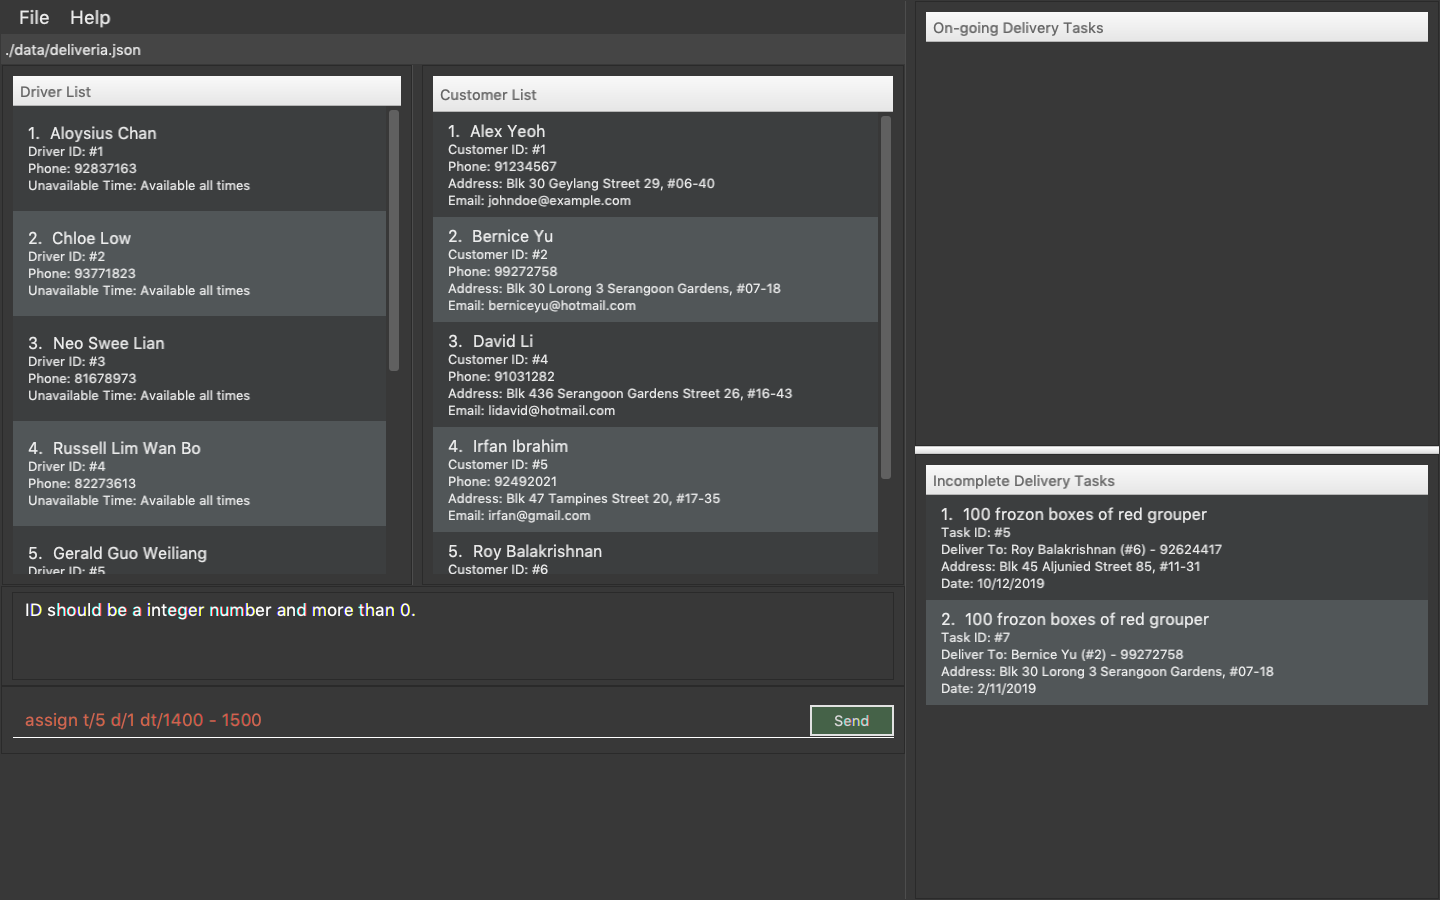 File Help
./data/deliveria.json
Driver List
1. Aloysius Chan
Driver ID: #1
Phone: 92837163
Unavailable Time: Available all times
2. Chloe Low
Driver ID: #2
Phone: 93771823
Unavailable Time: Available all times
3. Neo Swee Lian
Driver ID: #3
Phone: 81678973
Unavailable Time: Available all times
4. Russell Lim Wan Bo
Driver ID: #4
Phone: 82273613
Unavailable Time: Available all times
5. Gerald Guo Weiliang
Driver ID: #5
Customer List
1. Alex Yeoh
Customer ID: #1
Phone: 91234567
Address: Blk 30 Geylang Street 29, #06-40
Email: johndoe@example.com
2. Bernice Yu
Customer ID: #2
Phone: 99272758
Address: Blk 30 Lorong 3 Serangoon Gardens, #07-18
Email: berniceyu@hotmail.com
3. David Li
Customer ID: #4
Phone: 91031282
Address: Blk 436 Serangoon Gardens Street 26, #16-43
Email: lidavid@hotmail.com
4. Irfan Ibrahim
Customer ID: #5
Phone: 92492021
Address: Blk 47 Tampines Street 20, #17-35
Email: irfan@gmail.com
5. Roy Balakrishnan
Customer ID: #6
ID should be a integer number and more than 0.
assign t/5 d/1 dt/1400 - 1500
Send
On-going Delivery Tasks
Incomplete Delivery Tasks
1. 100 frozon boxes of red grouper
Task ID: #5
Deliver To: Roy Balakrishnan (#6) - 92624417
Address: Blk 45 Aljunied Street 85, #11-31
Date: 10/12/2019
2. 100 frozon boxes of red grouper
Task ID: #7
Deliver To: Bernice Yu (#2) - 99272758
Address: Blk 30 Lorong 3 Serangoon Gardens, #07-18
Date: 2/11/2019